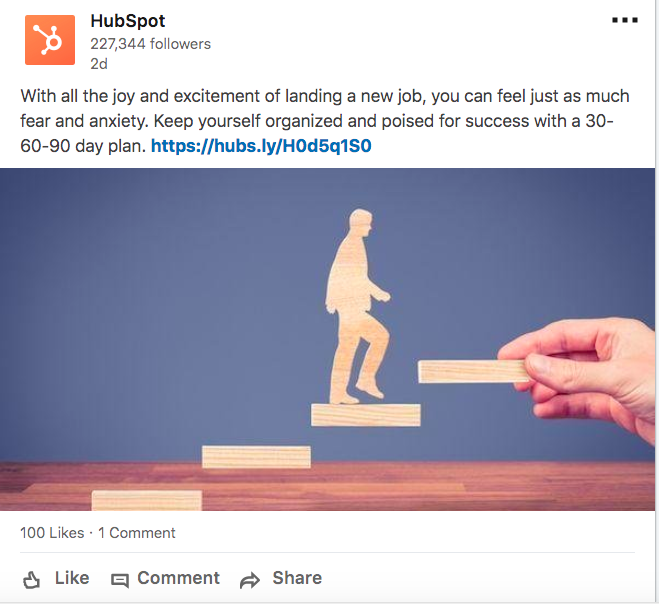 HubSpot
227,344 followers
2d
With all the joy and excitement of landing a new job, you can feel just as much
fear and anxiety. Keep yourself organized and poised for success with a 30-
60-90 day plan. https://hubs.ly/H0d5q1S0
100 Likes · 1 Comment
Like Comment Share